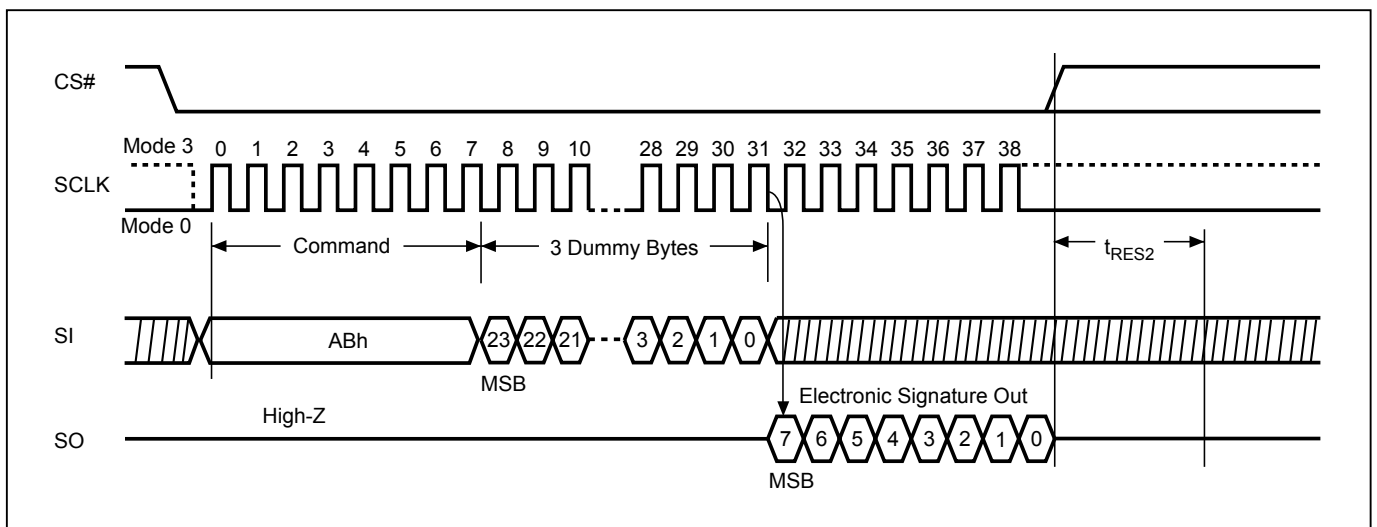 CS#
Mode 3 0 1 2 3 4 5 6 7 8 9 10 28 29 30 31 32 33 34 35 36 37 38
SCLK
Mode 0
Command 3 Dummy Bytes tRES2
SI ABh 23 22 21 3 2 1 0
MSB
Electronic Signature Out
High-Z
SO 7 6 5 4 3 2 1 0
MSB